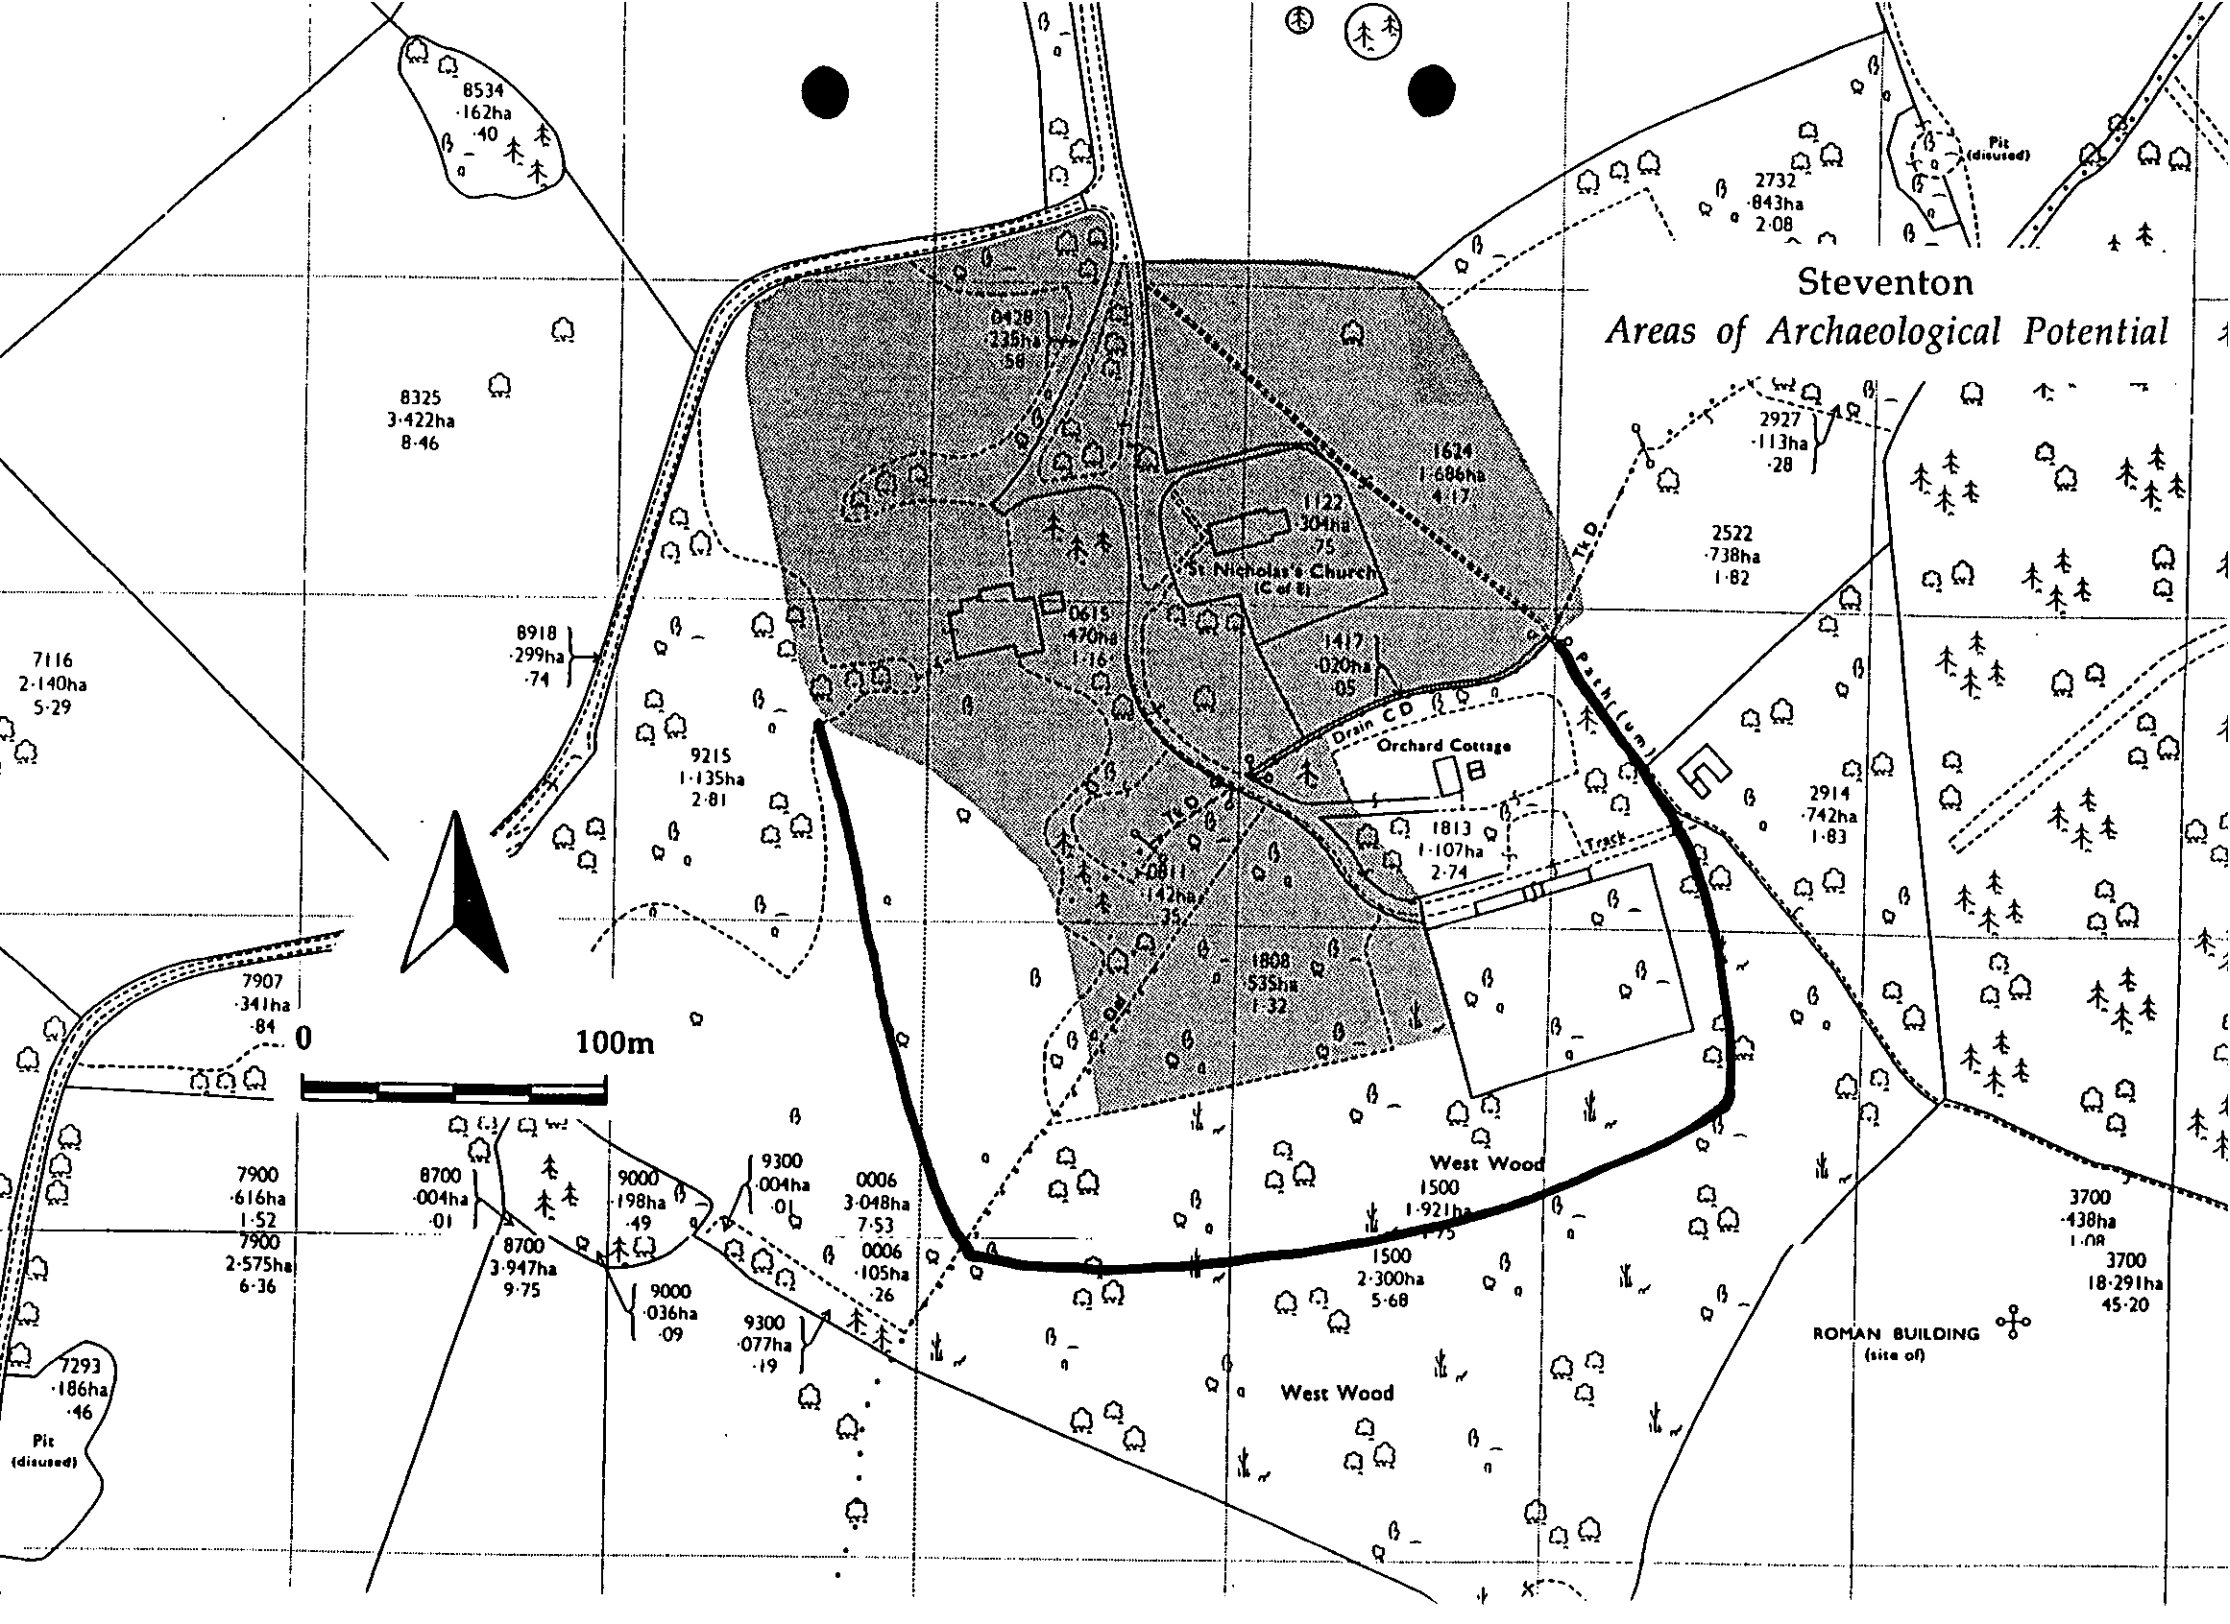 8534
·162ha
·40
Pit
(disused)
2732
·843ha
2·08
Steventon
Areas of Archaeological Potential
0428
·235ha
·58
8325
3·422ha
8·46
2927
·113ha
·28
1624
1·686ha
4·17
1122
·304ha
·75
Tk D
2522
·738ha
1·82
St Nicholas's Church
(C of E)
8918
·299ha
·74
0615
·470ha
1·16
1417
·020ha
·05
7116
2·140ha
5·29
Path (um)
Drain C D
Orchard Cottage
9215
1·135ha
2·81
Tk D
2914
·742ha
1·83
1813
1·107ha
2·74
Track
0811
·142ha
·35
1808
·535ha
1·32
7907
·341ha
·84
0
100m
7900
·616ha
1·52
7900
2·575ha
6·36
8700
·004ha
·01
9000
·198ha
·49
9300
·004ha
·01
0006
3·048ha
7·53
0006
·105ha
·26
8700
3·947ha
9·75
9000
·036ha
·09
9300
·077ha
·19
West Wood
1500
1·921ha
1500
2·300ha
5·68
3700
·438ha
1·08
3700
18·291ha
45·20
ROMAN BUILDING
(site of)
7293
·186ha
·46
West Wood
Pit
(disused)